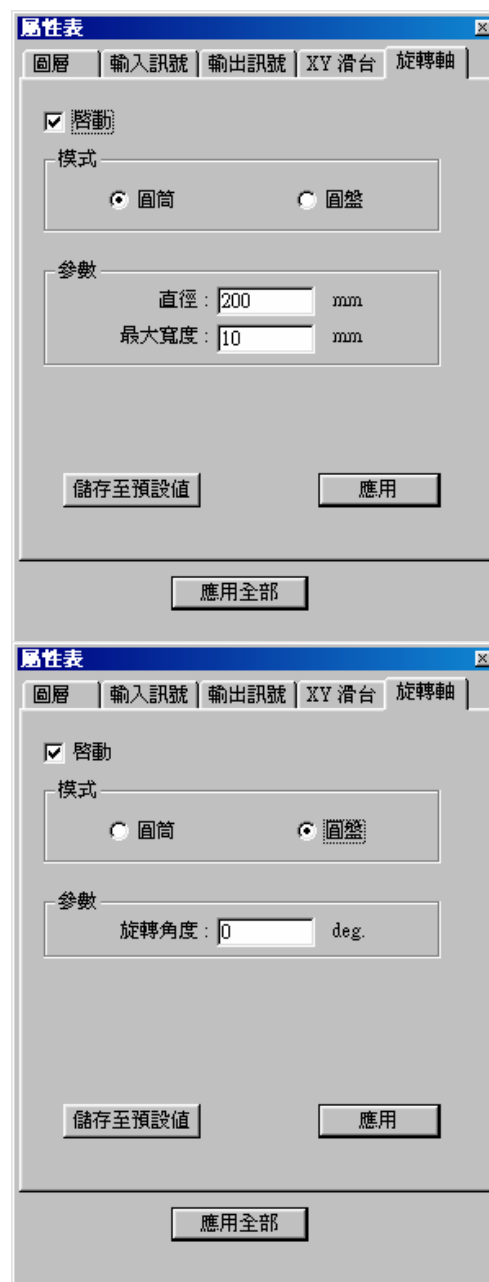 屬性表
圖層 輸入訊號 輸出訊號 XY 滑台 旋轉軸
啓動
模式
圓筒 圓盤
參數
直徑 : 200 mm
最大寬度 : 10 mm
儲存至預設值 應用
應用全部
屬性表
圖層 輸入訊號 輸出訊號 XY 滑台 旋轉軸
啓動
模式
圓筒 圓盤
參數
旋轉角度 : 0 deg.
儲存至預設值 應用
應用全部